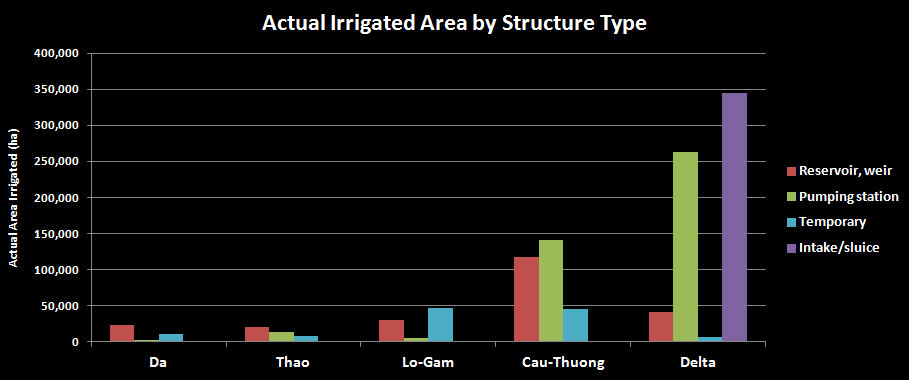 Actual Irrigated Area by Structure Type
400,000
350,000
300,000
250,000
200,000
150,000
100,000
50,000
0
Actual Area Irrigated (ha)
Da
Thao
Lo-Gam
Cau-Thuong
Delta
Reservoir, weir
Pumping station
Temporary
Intake/sluice